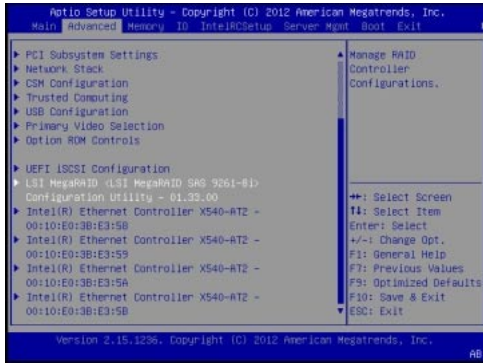 Aptio Setup Utility - Copyright (C) 2012 American Megatrends, Inc.
Main Advanced Memory IO IntelRCSetup Server Mgmt Boot Exit
PCI Subsystem Settings
Network Stack
CSM Configuration
Trusted Computing
USB Configuration
Primary Video Selection
Option ROM Controls
UEFI iSCSI Configuration
LSI MegaRAID <LSI MegaRAID SAS 9261-8i>
Configuration Utility - 01.33.00
Intel(R) Ethernet Controller X540-AT2 -
00:10:E0:3B:E3:58
Intel(R) Ethernet Controller X540-AT2 -
00:10:E0:3B:E3:59
Intel(R) Ethernet Controller X540-AT2 -
00:10:E0:3B:E3:5A
Intel(R) Ethernet Controller X540-AT2 -
00:10:E0:3B:E3:5B
Manage RAID
Controller
Configurations.
→←: Select Screen
↑↓: Select Item
Enter: Select
+/-: Change Opt.
F1: General Help
F7: Previous Values
F9: Optimized Defaults
F10: Save & Exit
ESC: Exit
Version 2.15.1236. Copyright (C) 2012 American Megatrends, Inc.
AB